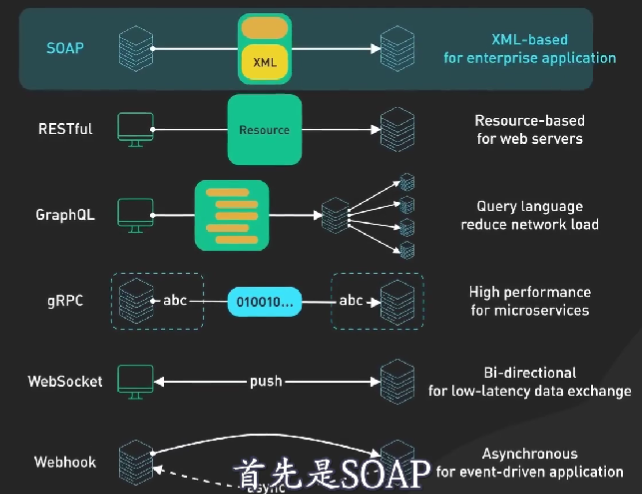 SOAP
XML
XML-based
for enterprise application
RESTful
Resource
Resource-based
for web servers
GraphQL
Query language
reduce network load
gRPC
abc
010010...
abc
High performance
for microservices
WebSocket
push
Bi-directional
for low-latency data exchange
Webhook
async
Asynchronous
for event-driven application
首先是SOAP